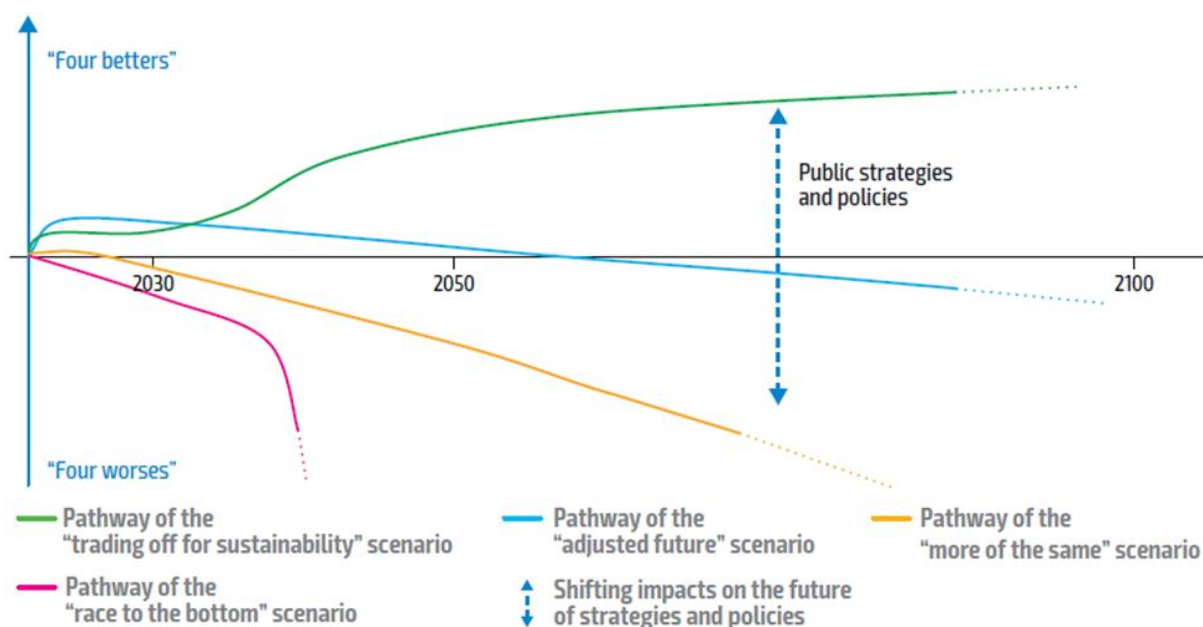 “Four betters”
Public strategies
and policies
2030
2050
2100
“Four worses”
Pathway of the
“trading off for sustainability” scenario
Pathway of the
“adjusted future” scenario
Pathway of the
“more of the same” scenario
Pathway of the
“race to the bottom” scenario
Shifting impacts on the future
of strategies and policies